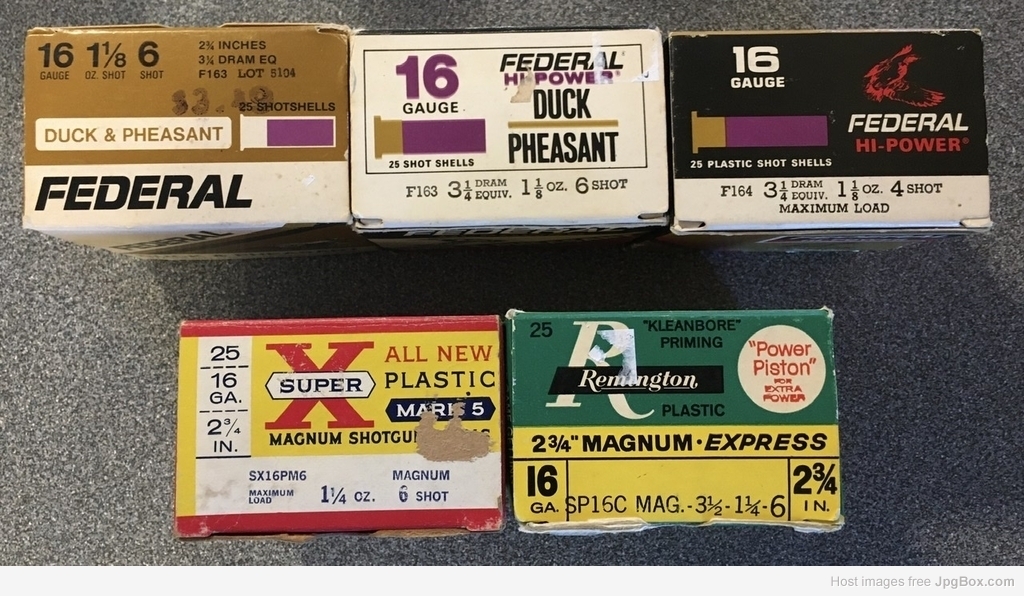 16 1⅛ 6
GAUGE OZ. SHOT SHOT
2¾ INCHES
3¼ DRAM EQ
F163 LOT 5104
25 SHOTSHELLS
DUCK & PHEASANT
FEDERAL
16
GAUGE
25 SHOT SHELLS
FEDERAL
HI-POWER®
DUCK
PHEASANT
F163 3¼ DRAM EQUIV. 1⅛ OZ. 6 SHOT
16
GAUGE
25 PLASTIC SHOT SHELLS
FEDERAL
HI-POWER®
F164 3¼ DRAM EQUIV. 1⅛ OZ. 4 SHOT
MAXIMUM LOAD
25
16
GA.
2¾
IN.
SUPER X
ALL NEW
PLASTIC
MARK 5
MAGNUM
SX16PM6
MAXIMUM
LOAD
1¼ OZ.
MAGNUM
6 SHOT
25
"KLEANBORE"
PRIMING
R
Remington
PLASTIC
"Power
Piston"
FOR
EXTRA
POWER
2¾" MAGNUM·EXPRESS
16
GA.
SP16C MAG.-3½-1¼-6
2¾
IN.
Host images free JpgBox.com